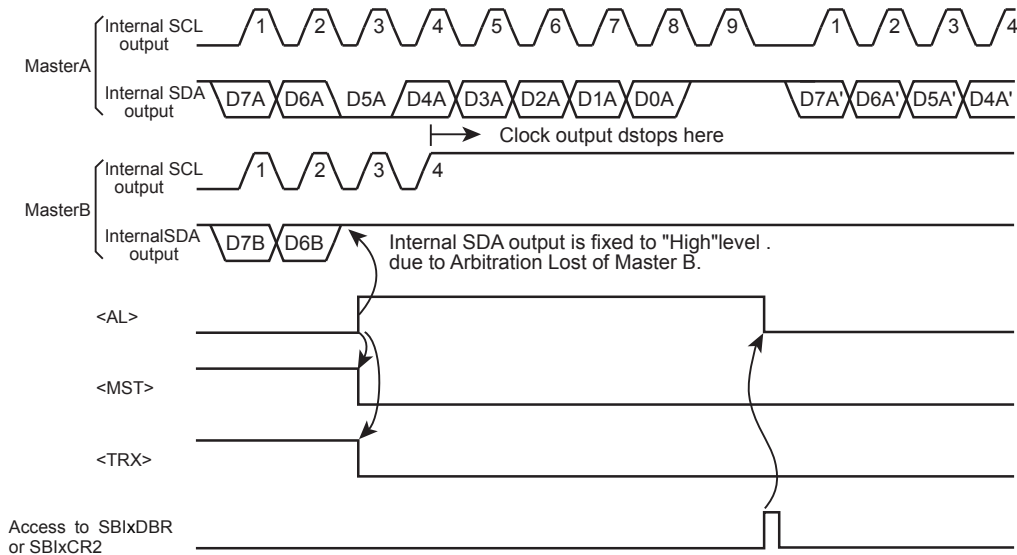 Internal SCL
output
1 2 3 4 5 6 7 8 9 1 2 3 4
MasterA
Internal SDA
output
D7A D6A D5A D4A D3A D2A D1A D0A D7A' D6A' D5A' D4A'
Clock output dstops here
Internal SCL
output
1 2 3 4
MasterB
InternalSDA
output
D7B D6B
Internal SDA output is fixed to "High"level .
due to Arbitration Lost of Master B.
<AL>
<MST>
<TRX>
Access to SBIxDBR
or SBIxCR2